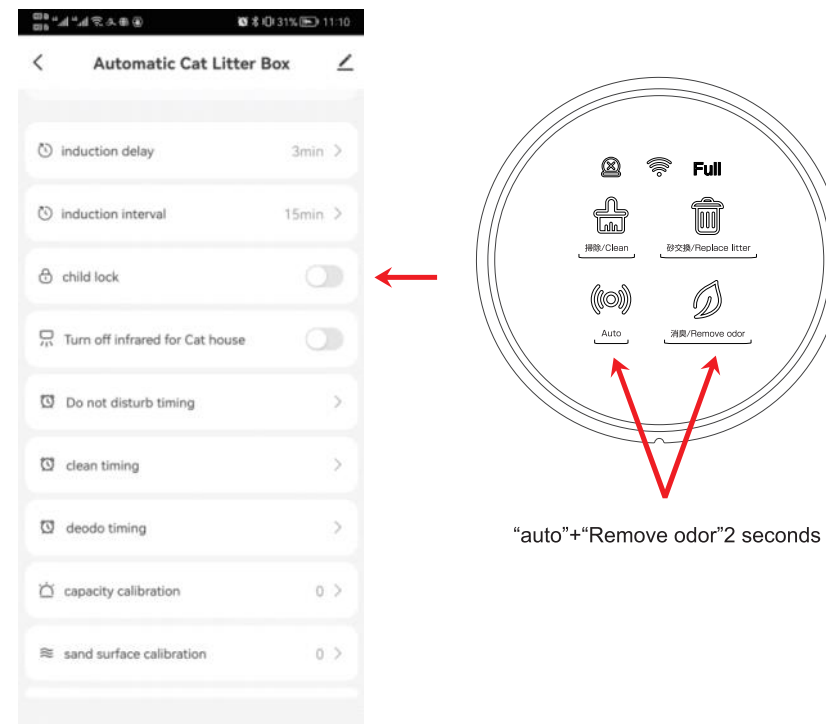 31% 11:10
Automatic Cat Litter Box
induction delay 3min
induction interval 15min
child lock
Turn off infrared for Cat house
Do not disturb timing
clean timing
deodo timing
capacity calibration 0
sand surface calibration 0
Full
掃除/Clean 砂交換/Replace litter
Auto 消臭/Remove odor
“auto”+“Remove odor”2 seconds